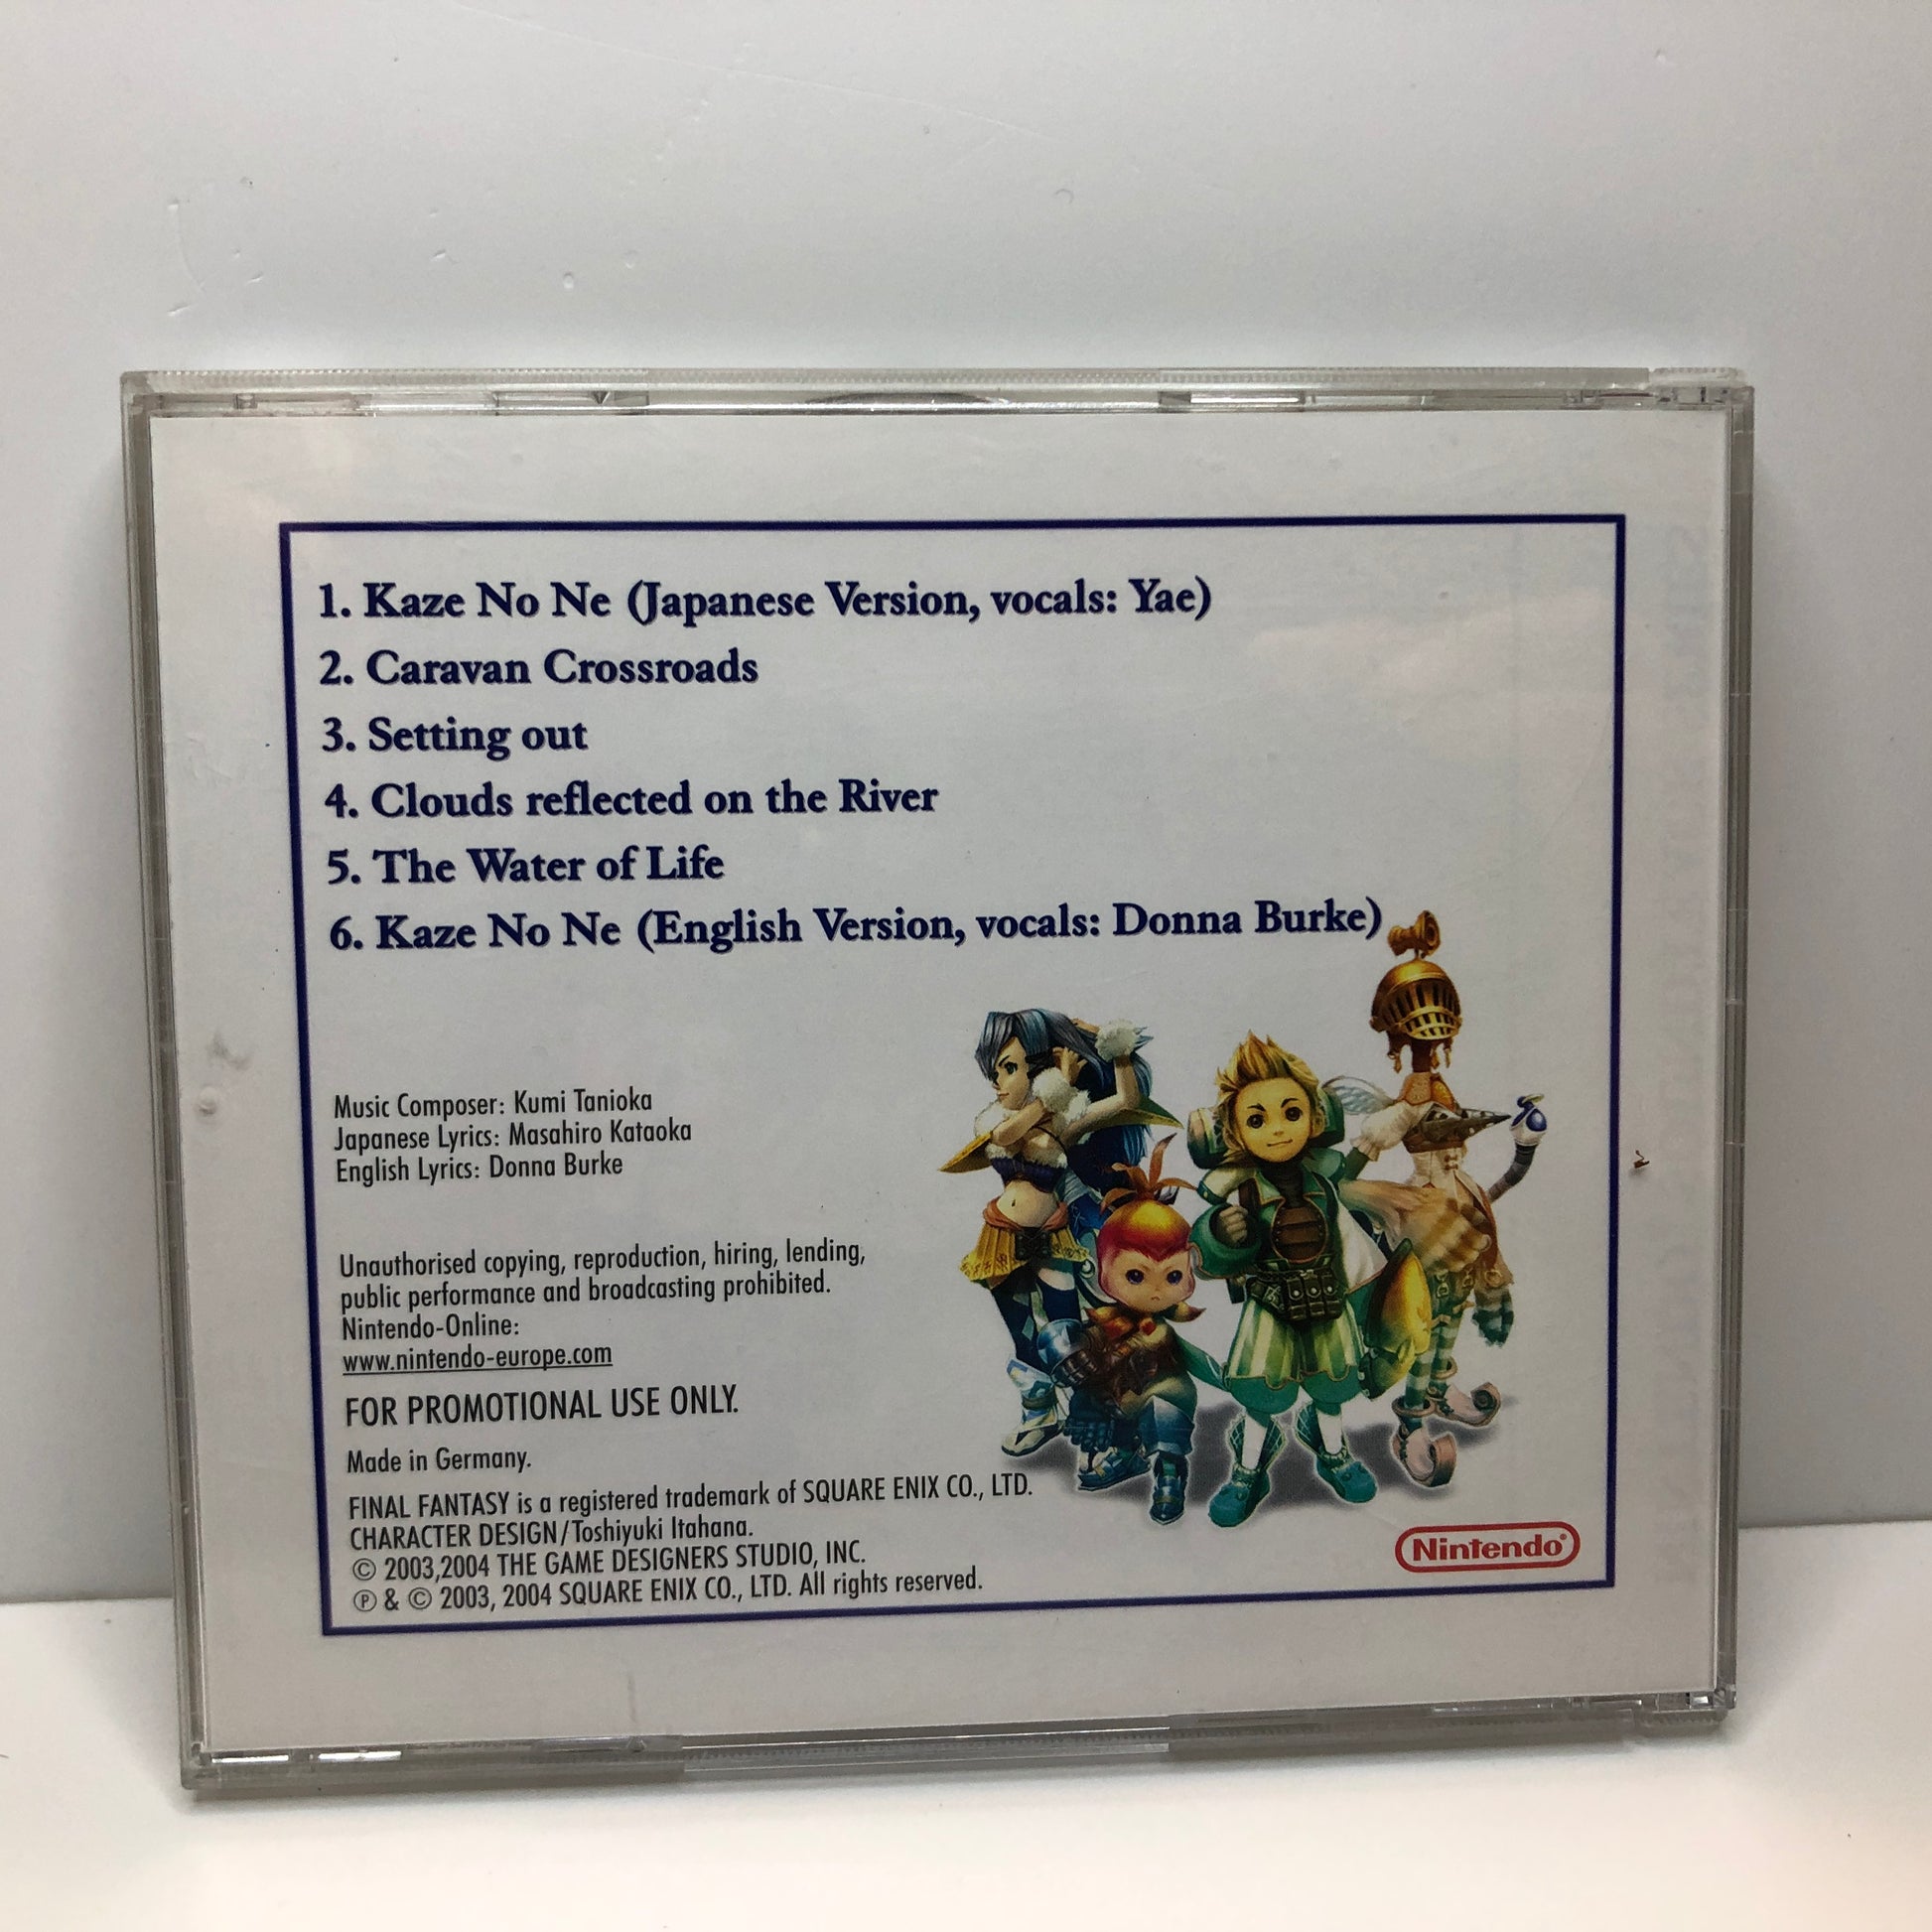 1. Kaze No Ne (Japanese Version, vocals: Yae)
2. Caravan Crossroads
3. Setting out
4. Clouds reflected on the River
5. The Water of Life
6. Kaze No Ne (English Version, vocals: Donna Burke)
Music Composer: Kumi Tanioka
Japanese Lyrics: Masahiro Kataoka
English Lyrics: Donna Burke
Unauthorised copying, reproduction, hiring, lending,
public performance and broadcasting prohibited.
Nintendo-Online:
www.nintendo-europe.com
FOR PROMOTIONAL USE ONLY.
Made in Germany.
FINAL FANTASY is a registered trademark of SQUARE ENIX CO., LTD.
CHARACTER DESIGN/Toshiyuki Itahana.
© 2003,2004 THE GAME DESIGNERS STUDIO, INC.
℗ & © 2003, 2004 SQUARE ENIX CO., LTD. All rights reserved.
Nintendo®